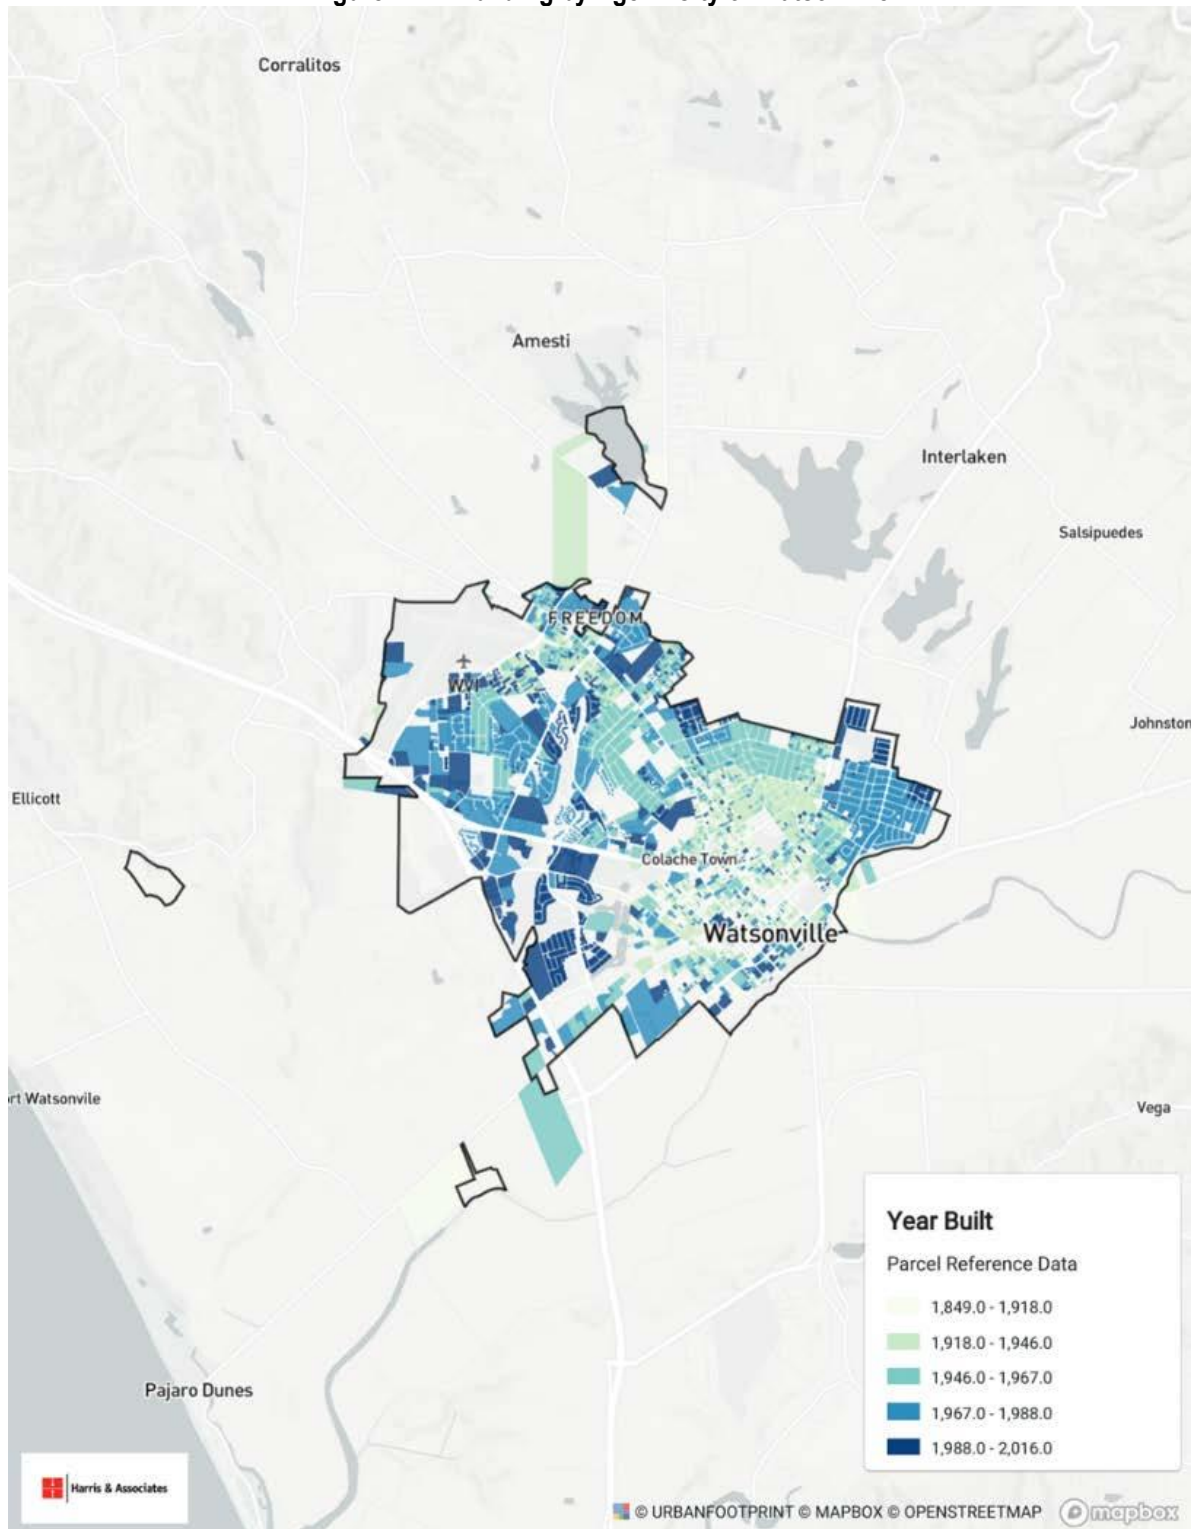 Corralitos
Amesti
Interlaken
Salsipuedes
FREEDOM
WVI
Johnston
Ellicott
Colache Town
Watsonville
rt Watsonvile
Vega
Year Built
Parcel Reference Data
1,849.0 - 1,918.0
1,918.0 - 1,946.0
1,946.0 - 1,967.0
1,967.0 - 1,988.0
1,988.0 - 2,016.0
Pajaro Dunes
Harris & Associates
© URBANFOOTPRINT © MAPBOX © OPENSTREETMAP
mapbox